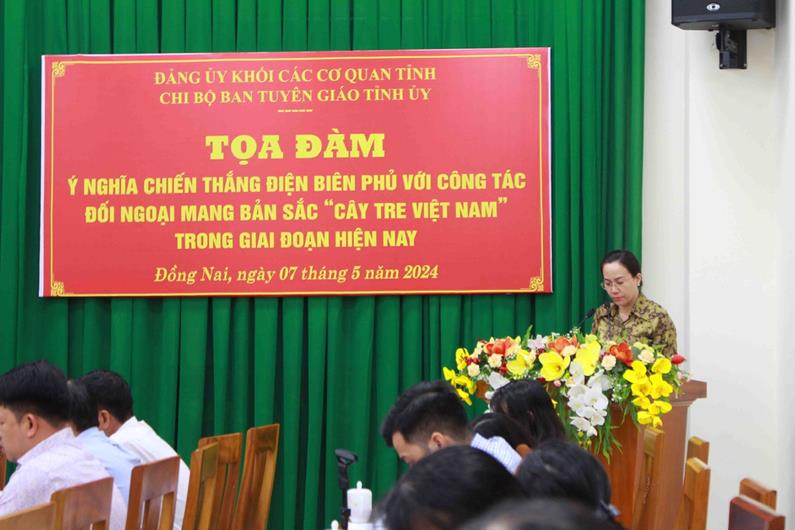 ĐẢNG ỦY KHỐI CÁC CƠ QUAN TỈNH
CHI BỘ BAN TUYÊN GIÁO TỈNH ỦY
TỌA ĐÀM
Ý NGHĨA CHIẾN THẮNG ĐIỆN BIÊN PHỦ VỚI CÔNG TÁC
ĐỐI NGOẠI MANG BẢN SẮC “CÂY TRE VIỆT NAM”
TRONG GIAI ĐOẠN HIỆN NAY
Đồng Nai, ngày 07 tháng 5 năm 2024